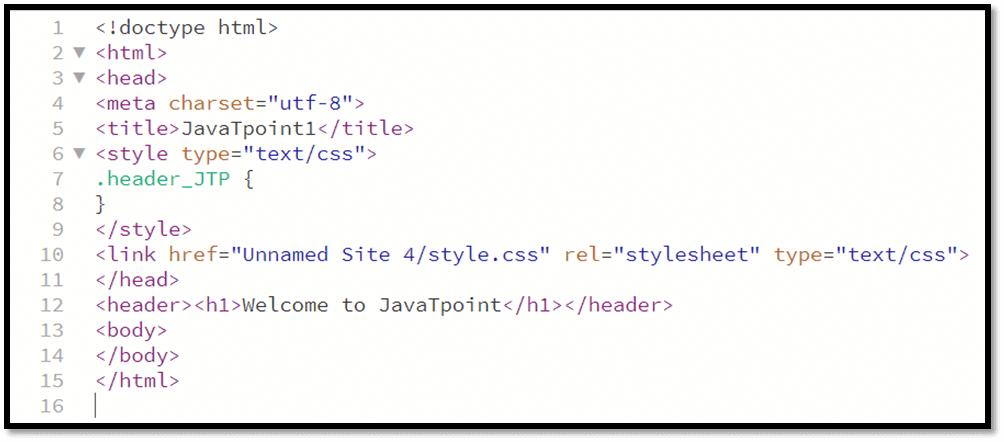 1 <!doctype html>
2 ▼ <html>
3 ▼ <head>
4 <meta charset="utf-8">
5 <title>JavaTpoint1</title>
6 ▼ <style type="text/css">
7 .header_JTP {
8 }
9 </style>
10 <link href="Unnamed Site 4/style.css" rel="stylesheet" type="text/css">
11 </head>
12 <header><h1>Welcome to JavaTpoint</h1></header>
13 <body>
14 </body>
15 </html>
16